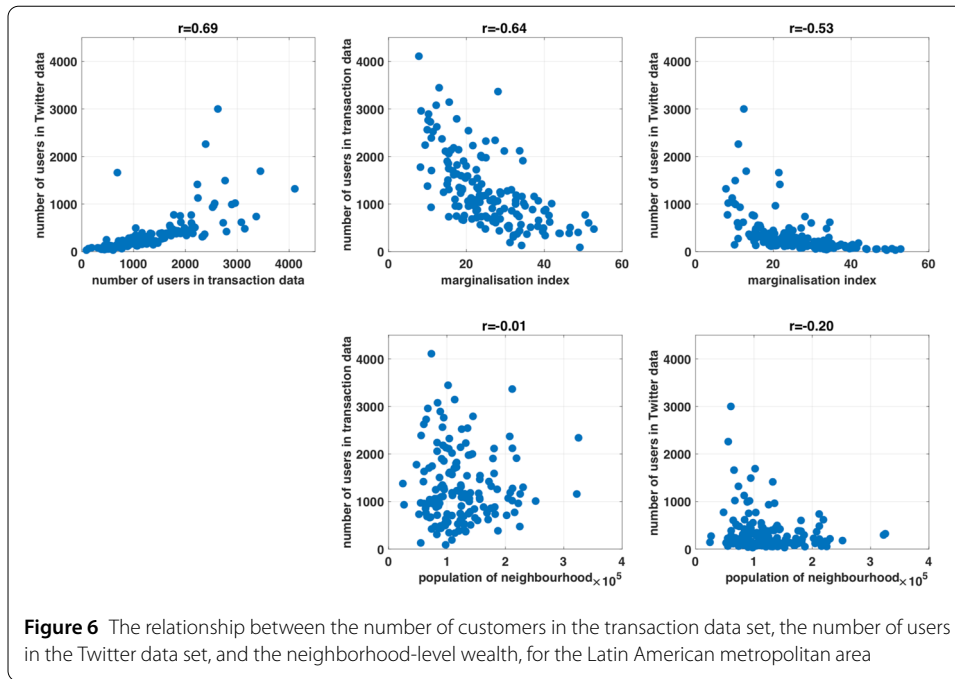 r=0.69
number of users in Twitter data
4000
3000
2000
1000
0
0 1000 2000 3000 4000
number of users in transaction data
r=-0.64
number of users in transaction data
4000
3000
2000
1000
0
0 20 40 60
marginalisation index
r=-0.53
number of users in Twitter data
4000
3000
2000
1000
0
0 20 40 60
marginalisation index
r=-0.01
number of users in transaction data
4000
3000
2000
1000
0
0 1 2 3 4
population of neighbourhood ×10⁵
r=-0.20
number of users in Twitter data
4000
3000
2000
1000
0
0 1 2 3 4
population of neighbourhood ×10⁵
Figure 6 The relationship between the number of customers in the transaction data set, the number of users
in the Twitter data set, and the neighborhood-level wealth, for the Latin American metropolitan area